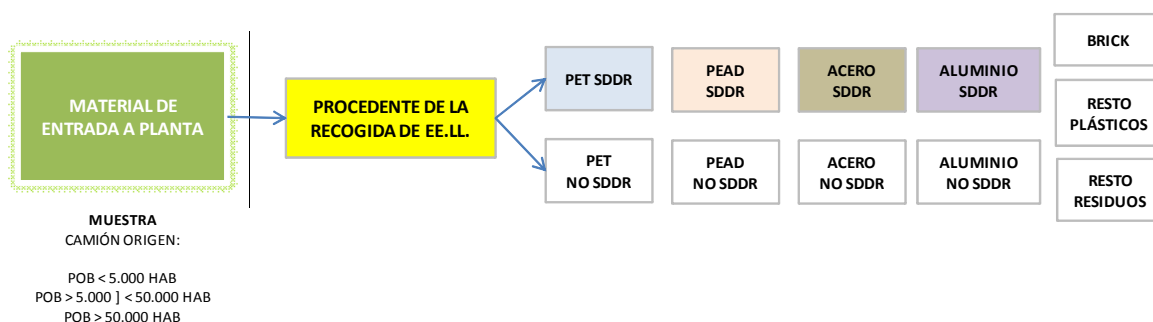 MATERIAL DE
ENTRADA A PLANTA
PROCEDENTE DE LA
RECOGIDA DE EE.LL.
PET SDDR
PEAD
SDDR
ACERO
SDDR
ALUMINIO
SDDR
BRICK
RESTO
PLÁSTICOS
PET
NO SDDR
PEAD
NO SDDR
ACERO
NO SDDR
ALUMINIO
NO SDDR
RESTO
RESIDUOS
MUESTRA
CAMIÓN ORIGEN:
POB < 5.000 HAB
POB > 5.000 ] < 50.000 HAB
POB > 50.000 HAB